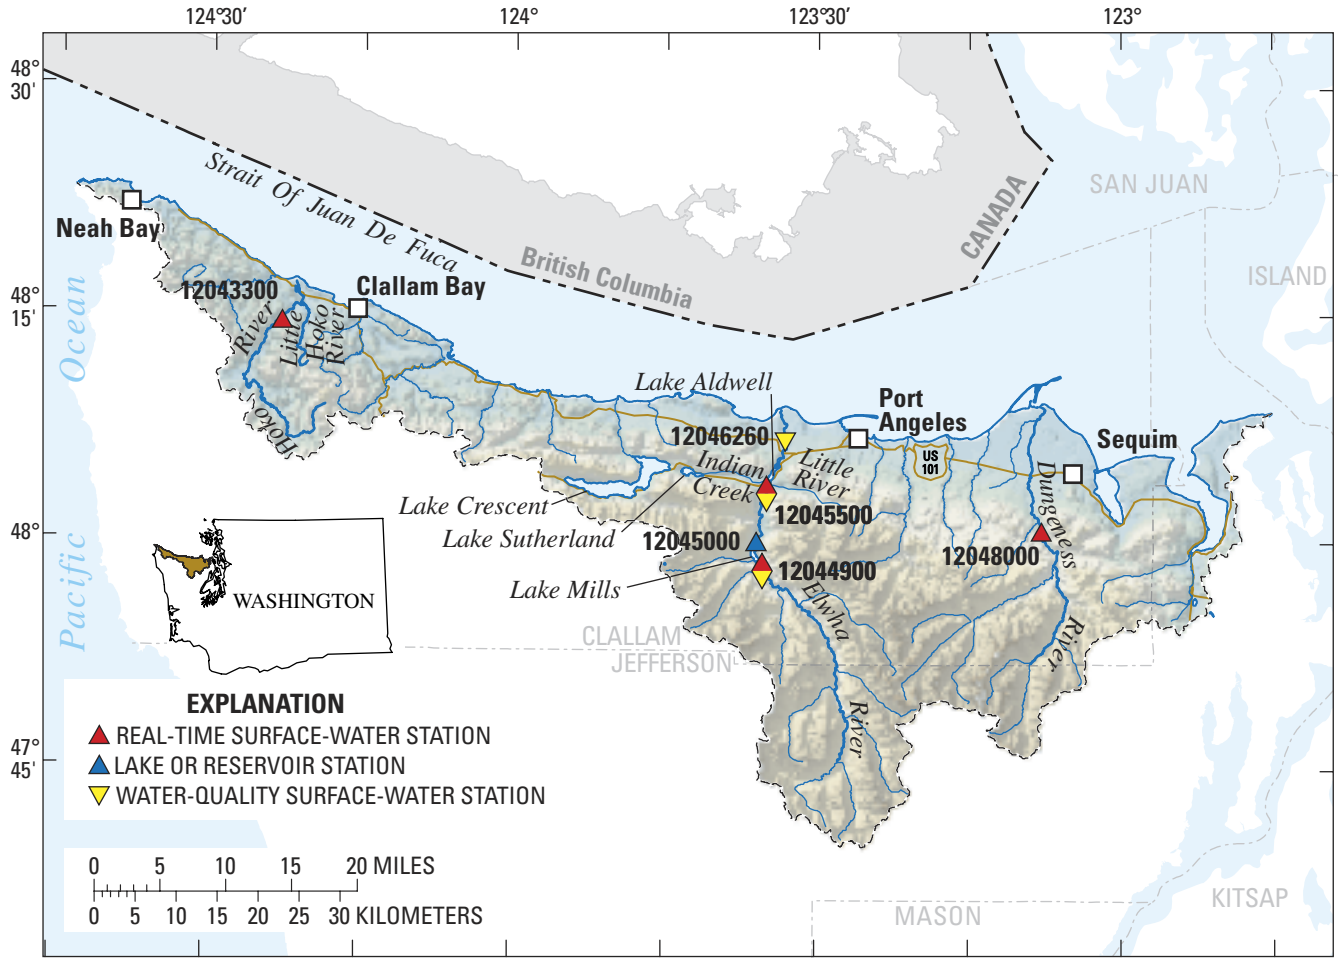 124°30' 124° 123°30' 123°
48°
30'
SAN JUAN
Strait Of Juan De Fuca
CANADA
Neah Bay
British Columbia
ISLAND
12043300
Clallam Bay
48°
15'
Ocean
River
Little
Hoko
River
Hoko
Lake Aldwell
Port
Angeles
12046260
Sequim
Indian
Creek
Little
River
US
101
Lake Crescent
12045500
Dungeness
River
48°
Lake Sutherland
12045000
12048000
12044900
Lake Mills
Pacific
WASHINGTON
Elwha
River
CLALLAM
JEFFERSON
EXPLANATION
REAL-TIME SURFACE-WATER STATION
LAKE OR RESERVOIR STATION
WATER-QUALITY SURFACE-WATER STATION
47°
45'
0 5 10 15 20 MILES
0 5 10 15 20 25 30 KILOMETERS
KITSAP
MASON